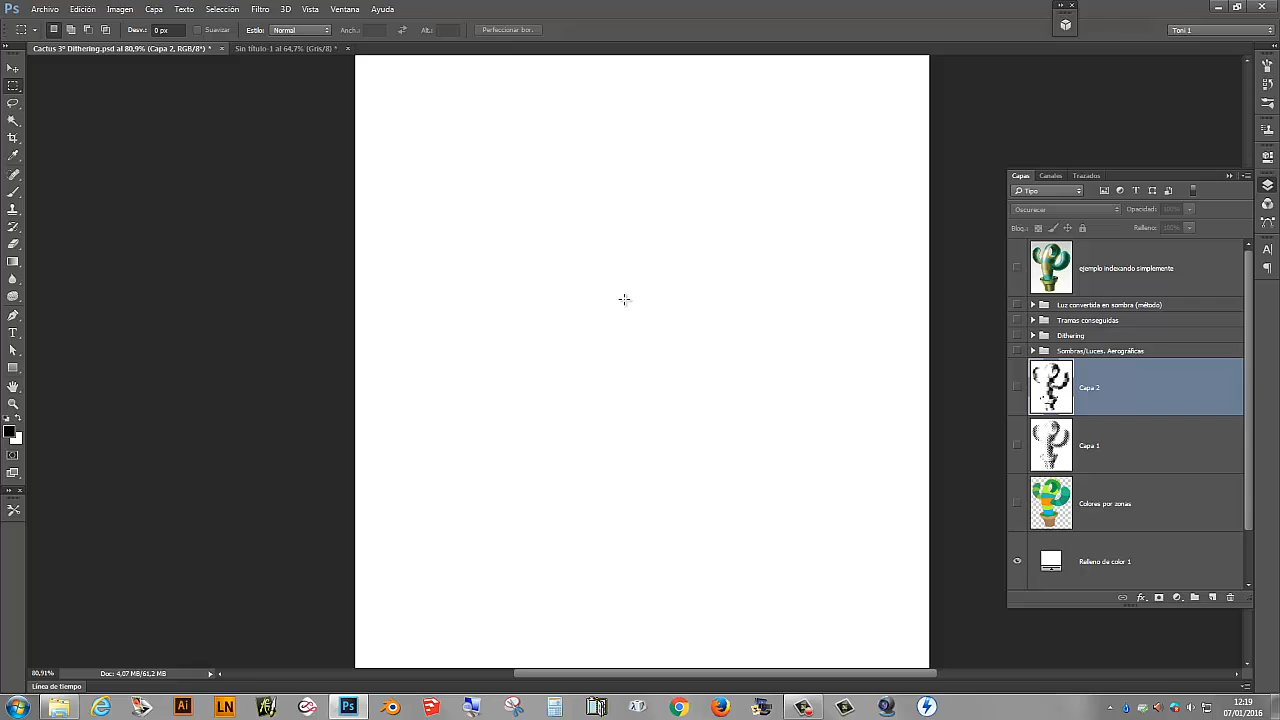 Ps Archivo Edición Imagen Capa Texto Selección Filtro 3D Vista Ventana Ayuda
Desv.: 0 px Suavizar Estilo: Normal Anch.: Alt.: Perfeccionar bor. Toni 1
Cactus 3º Dithering.psd al 80,9% (Capa 2, RGB/8*) * × Sin título-1 al 64,7% (Gris/8) * ×
Capas Canales Trazados
Tipo
Oscurecer Opacidad: 100%
Bloq.: Relleno: 100%
ejemplo indexando simplemente
Luz convertida en sombra (método)
Tramas conseguidas
Dithering
Sombras/Luces. Aerográficas
Capa 2
Capa 1
Colores por zonas
Relleno de color 1
80,91% Doc: 4,07 MB/61,2 MB
Línea de tiempo
Ai LN Ps
12:19
07/01/2016